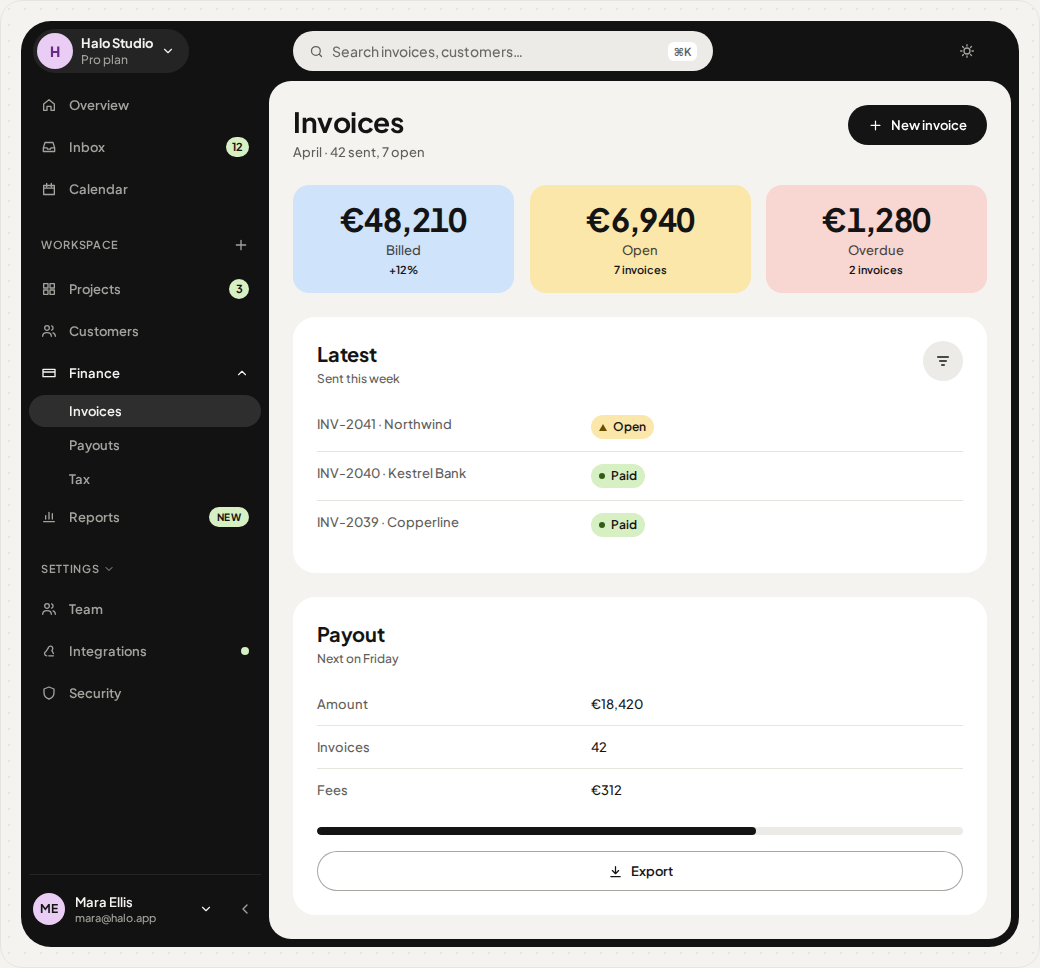 H
Halo Studio
Pro plan
Search invoices, customers...
⌘K
Overview
Inbox
12
Calendar
WORKSPACE
Projects
3
Customers
Finance
Invoices
Payouts
Tax
Reports
NEW
SETTINGS
Team
Integrations
Security
ME
Mara Ellis
mara@halo.app
Invoices
April · 42 sent, 7 open
New invoice
€48,210
Billed
+12%
€6,940
Open
7 invoices
€1,280
Overdue
2 invoices
Latest
Sent this week
INV-2041 · Northwind
Open
INV-2040 · Kestrel Bank
Paid
INV-2039 · Copperline
Paid
Payout
Next on Friday
Amount
€18,420
Invoices
42
Fees
€312
Export